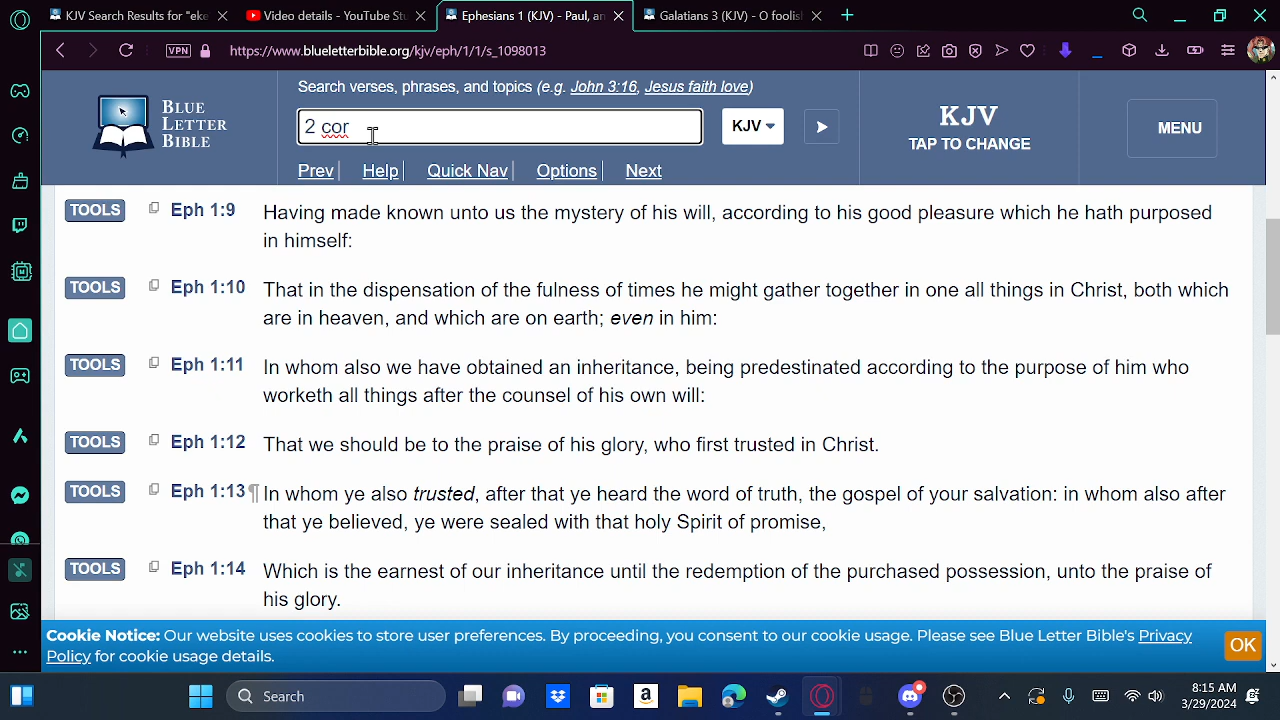 KJV Search Results for "eke
Video details - YouTube Stu
Ephesians 1 (KJV) - Paul, an
Galatians 3 (KJV) - O foolish
VPN
https://www.blueletterbible.org/kjv/eph/1/1/s_1098013
BLUE
LETTER
BIBLE
Search verses, phrases, and topics (e.g. John 3:16, Jesus faith love)
2 cor
KJV
Prev
Help
Quick Nav
Options
Next
KJV
TAP TO CHANGE
MENU
TOOLS Eph 1:9 Having made known unto us the mystery of his will, according to his good pleasure which he hath purposed
in himself:
TOOLS Eph 1:10 That in the dispensation of the fulness of times he might gather together in one all things in Christ, both which
are in heaven, and which are on earth; even in him:
TOOLS Eph 1:11 In whom also we have obtained an inheritance, being predestinated according to the purpose of him who
worketh all things after the counsel of his own will:
TOOLS Eph 1:12 That we should be to the praise of his glory, who first trusted in Christ.
TOOLS Eph 1:13 ¶ In whom ye also trusted, after that ye heard the word of truth, the gospel of your salvation: in whom also after
that ye believed, ye were sealed with that holy Spirit of promise,
TOOLS Eph 1:14 Which is the earnest of our inheritance until the redemption of the purchased possession, unto the praise of
his glory.
Cookie Notice: Our website uses cookies to store user preferences. By proceeding, you consent to our cookie usage. Please see Blue Letter Bible's Privacy
Policy for cookie usage details.
OK
Search
8:15 AM
3/29/2024